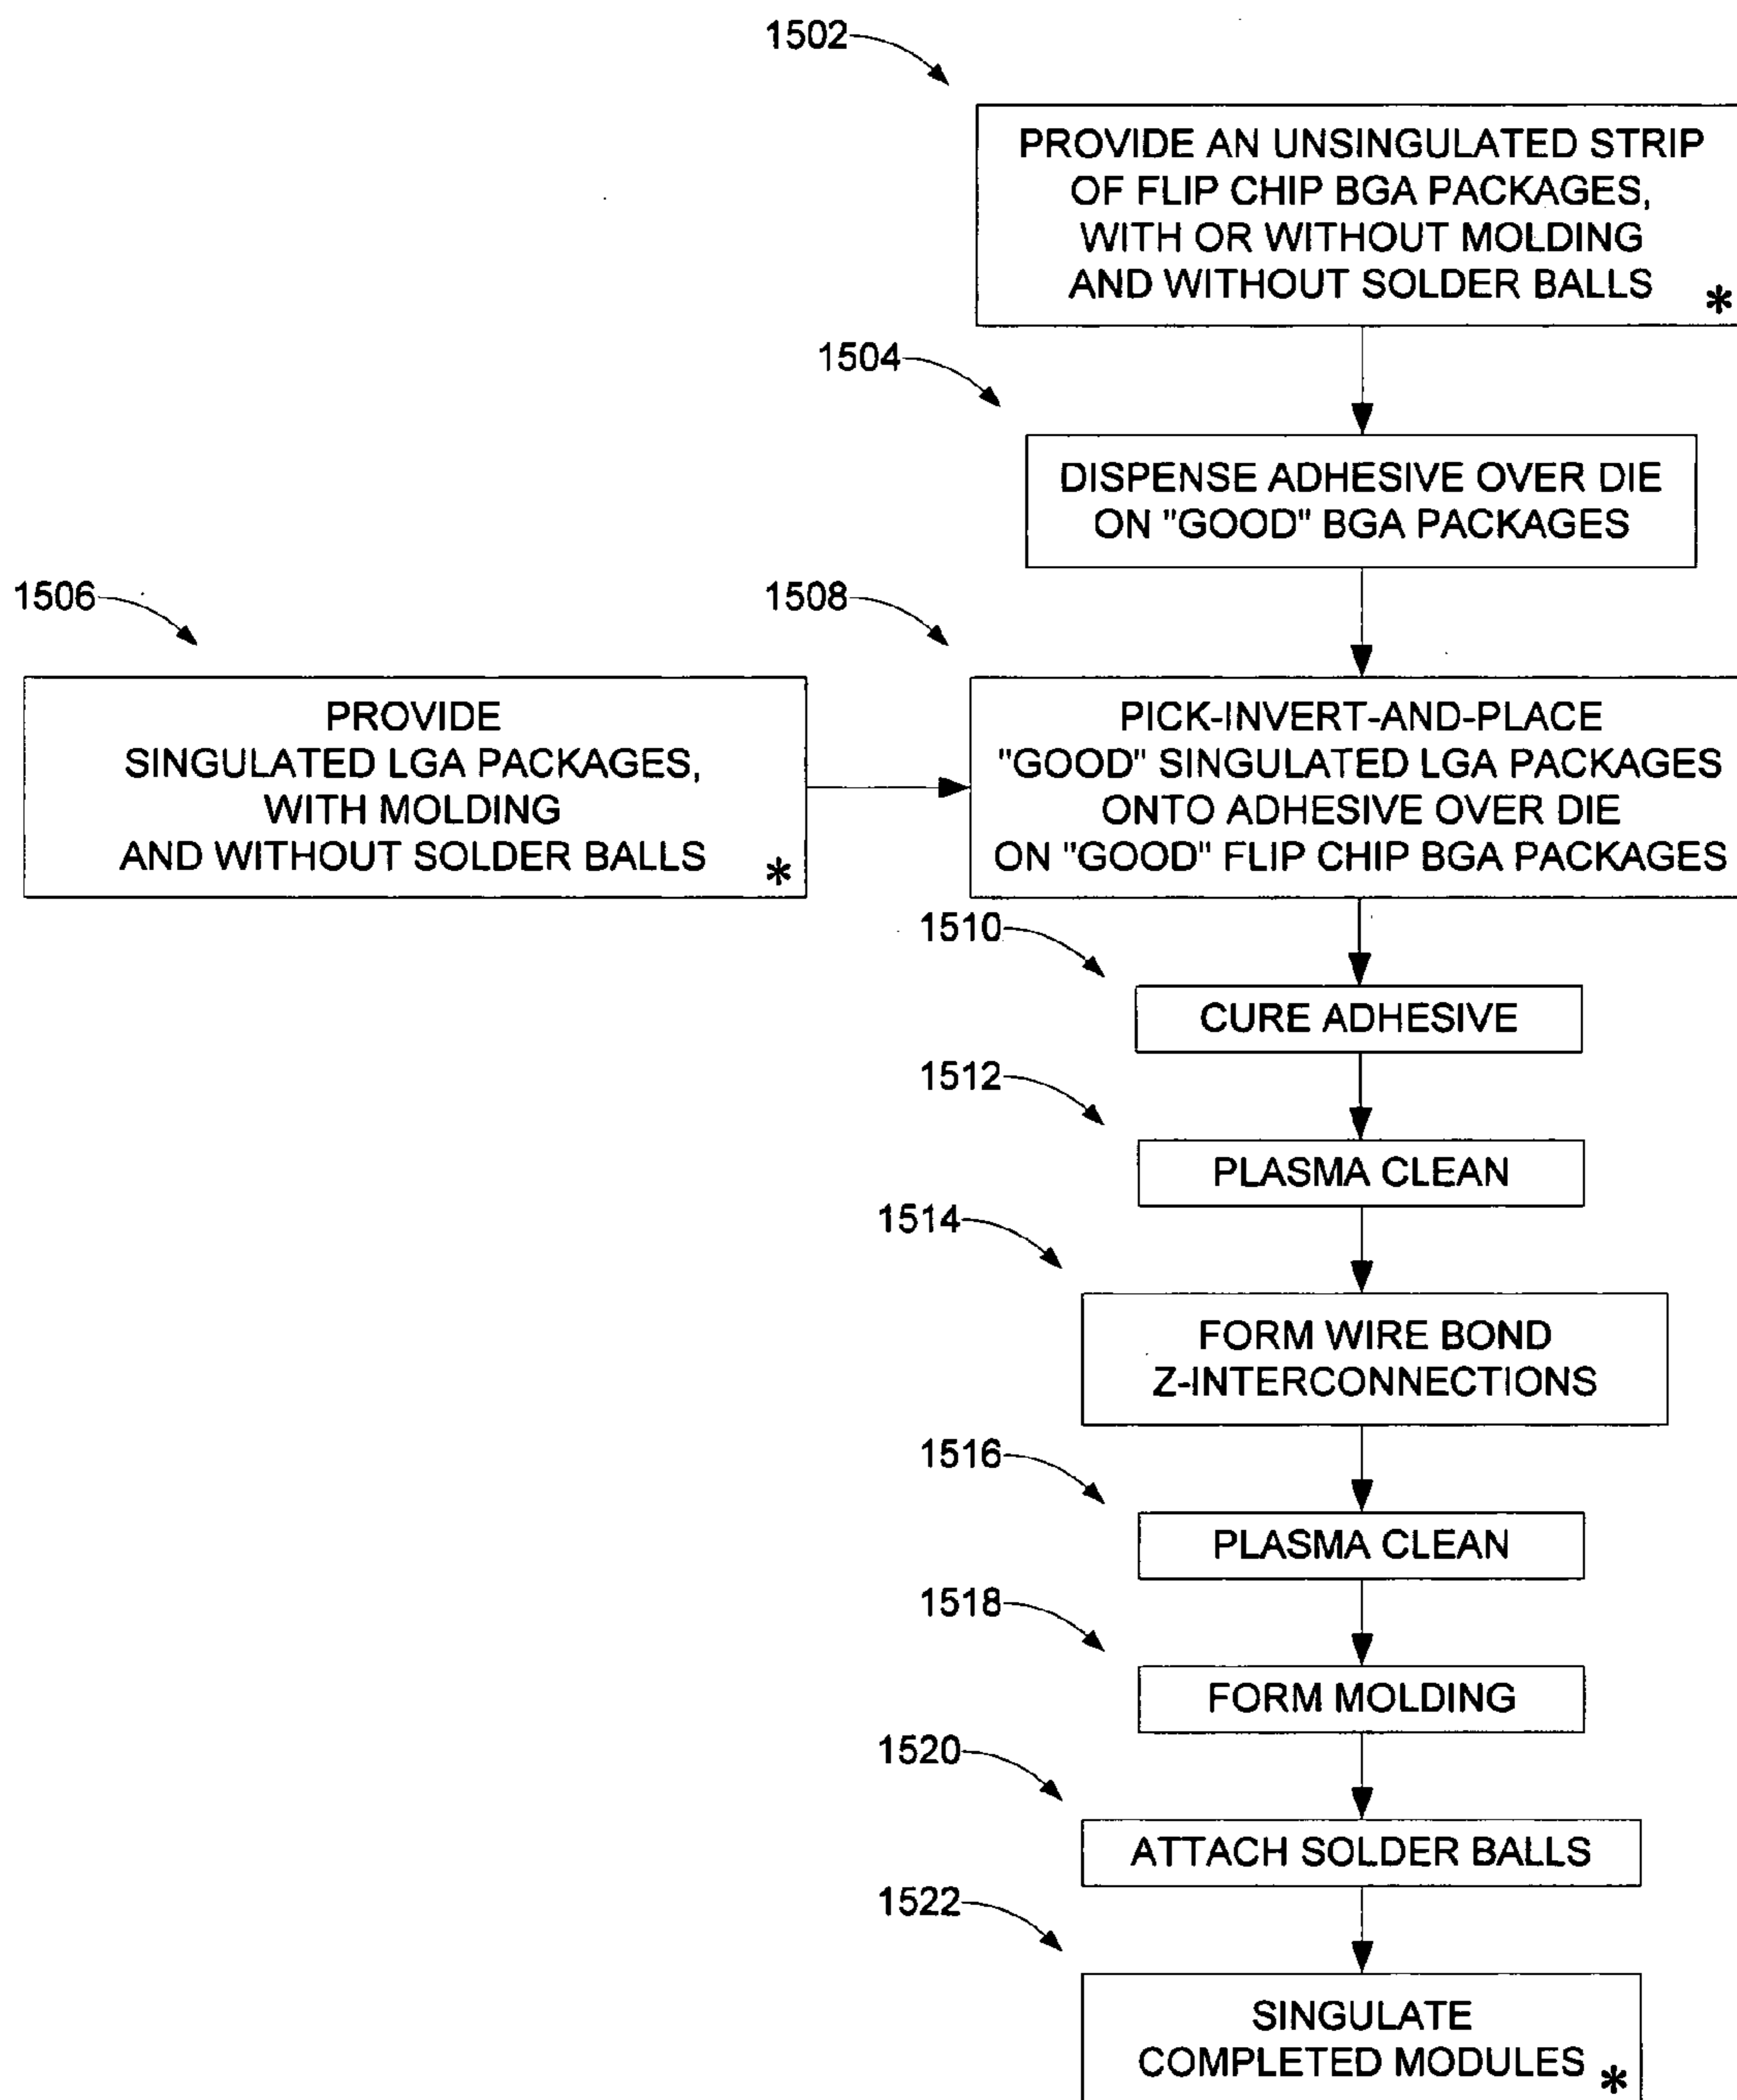 1502
PROVIDE AN UNSINGULATED STRIP
OF FLIP CHIP BGA PACKAGES,
WITH OR WITHOUT MOLDING
AND WITHOUT SOLDER BALLS *
1504
DISPENSE ADHESIVE OVER DIE
ON "GOOD" BGA PACKAGES
1506
PROVIDE
SINGULATED LGA PACKAGES,
WITH MOLDING
AND WITHOUT SOLDER BALLS *
1508
PICK-INVERT-AND-PLACE
"GOOD" SINGULATED LGA PACKAGES
ONTO ADHESIVE OVER DIE
ON "GOOD" FLIP CHIP BGA PACKAGES
1510
CURE ADHESIVE
1512
PLASMA CLEAN
1514
FORM WIRE BOND
Z-INTERCONNECTIONS
1516
PLASMA CLEAN
1518
FORM MOLDING
1520
ATTACH SOLDER BALLS
1522
SINGULATE
COMPLETED MODULES *